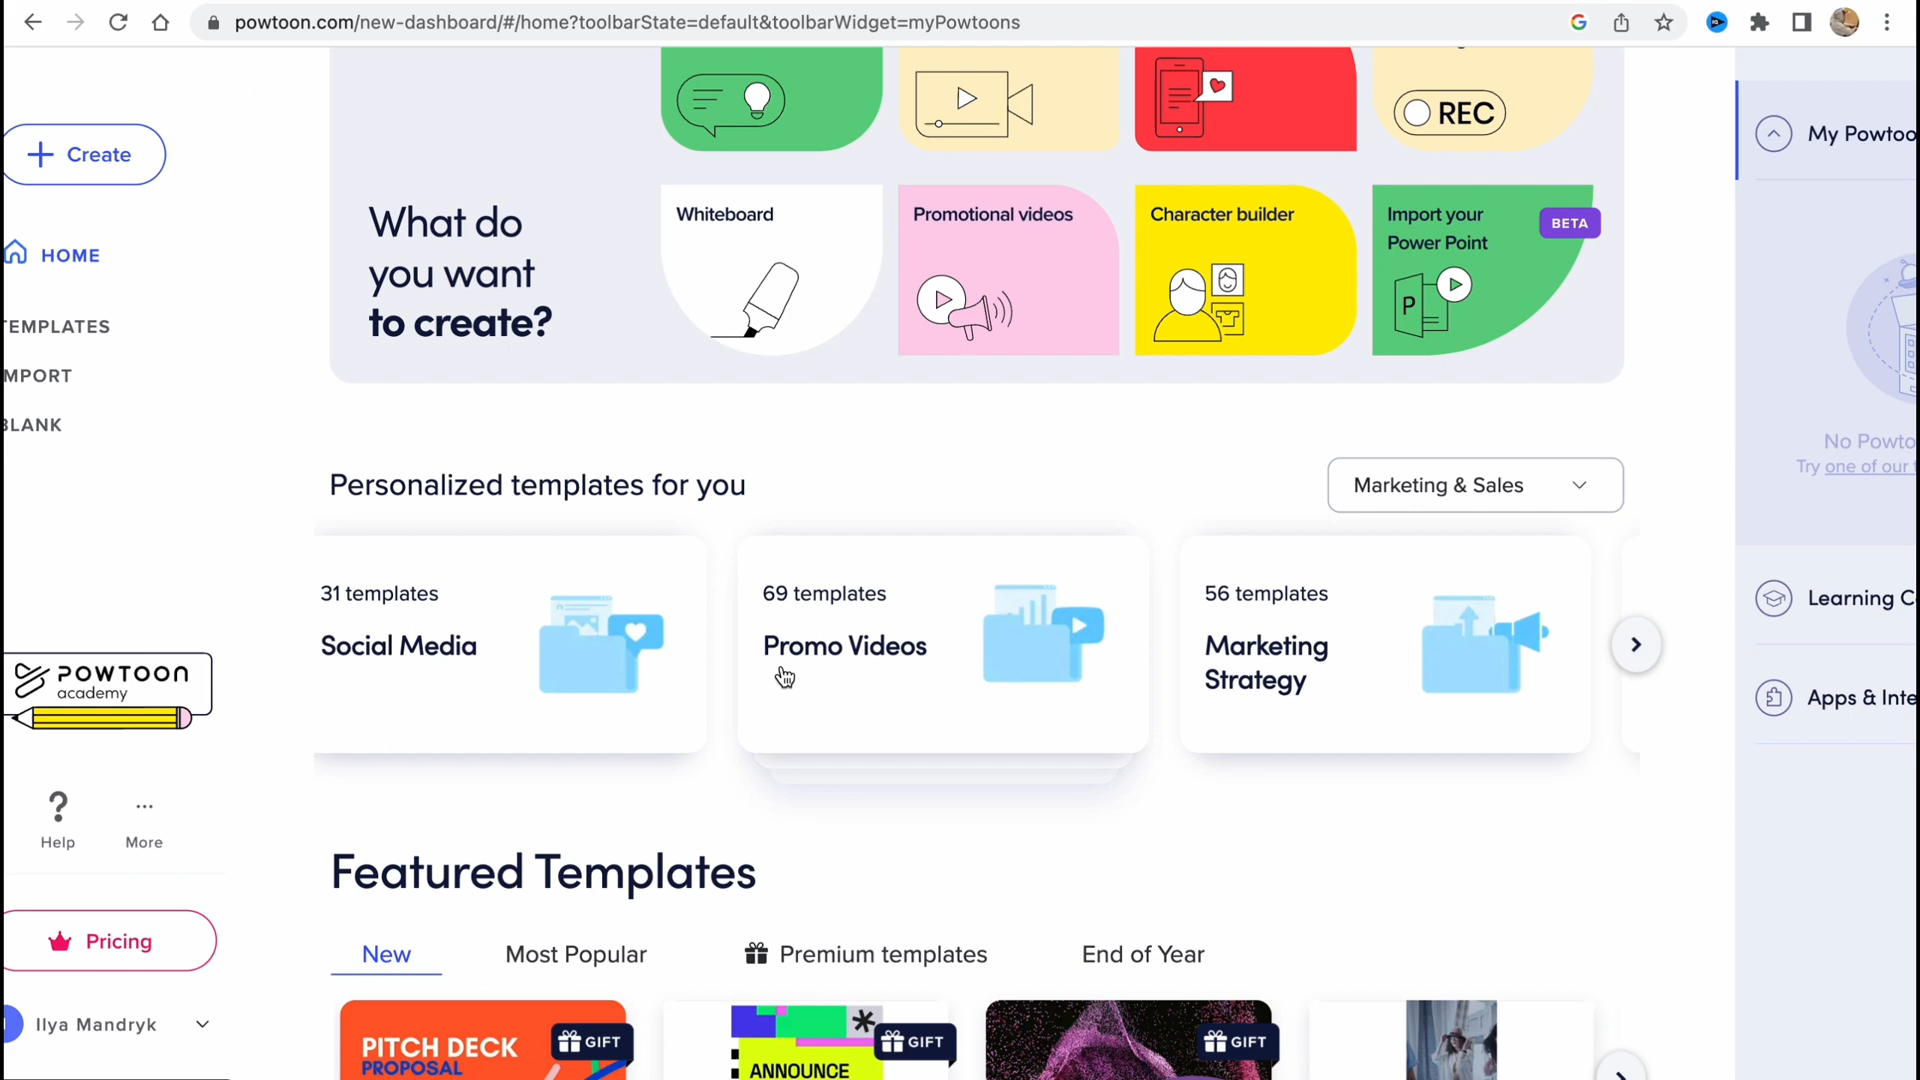 powtoon.com/new-dashboard/#/home?toolbarState=default&toolbarWidget=myPowtoons
Create
HOME
TEMPLATES
IMPORT
BLANK
POWTOON
academy
Help
More
Pricing
Ilya Mandryk
REC
What do
you want
to create?
Whiteboard
Promotional videos
Character builder
Import your
Power Point
BETA
P
Personalized templates for you
Marketing & Sales
31 templates
Social Media
69 templates
Promo Videos
56 templates
Marketing
Strategy
Featured Templates
New
Most Popular
Premium templates
End of Year
PITCH DECK
PROPOSAL
GIFT
ANNOUNCE
GIFT
GIFT
My Powtoo
No Powto
Try one of our
Learning C
Apps & Inte